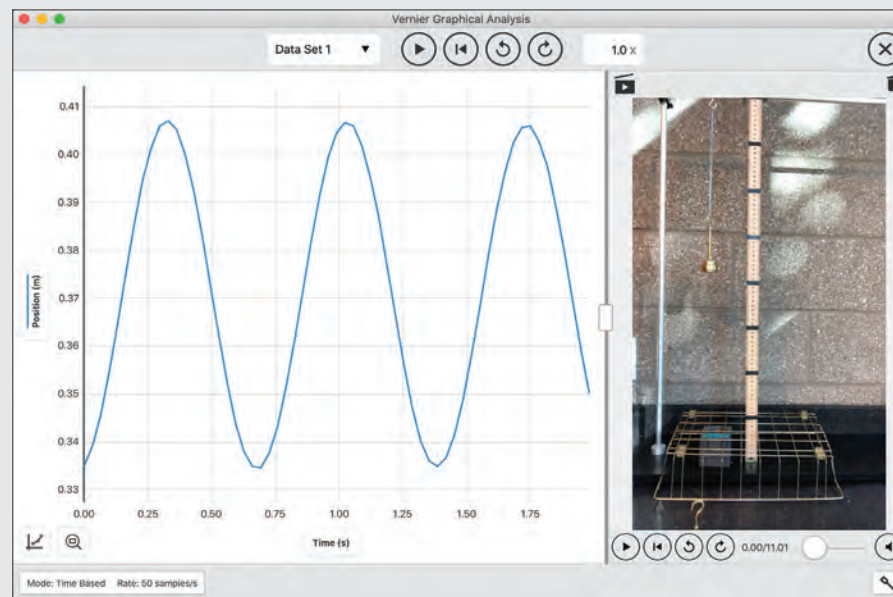 Vernier Graphical Analysis
Data Set 1 ▼ 1.0 x
0.41
0.40
0.39
0.38
0.37
0.36
0.35
0.34
0.33
Position (m)
0.00 0.25 0.50 0.75 1.00 1.25 1.50 1.75
Time (s)
0.00/11.01
Mode: Time Based Rate: 50 samples/s